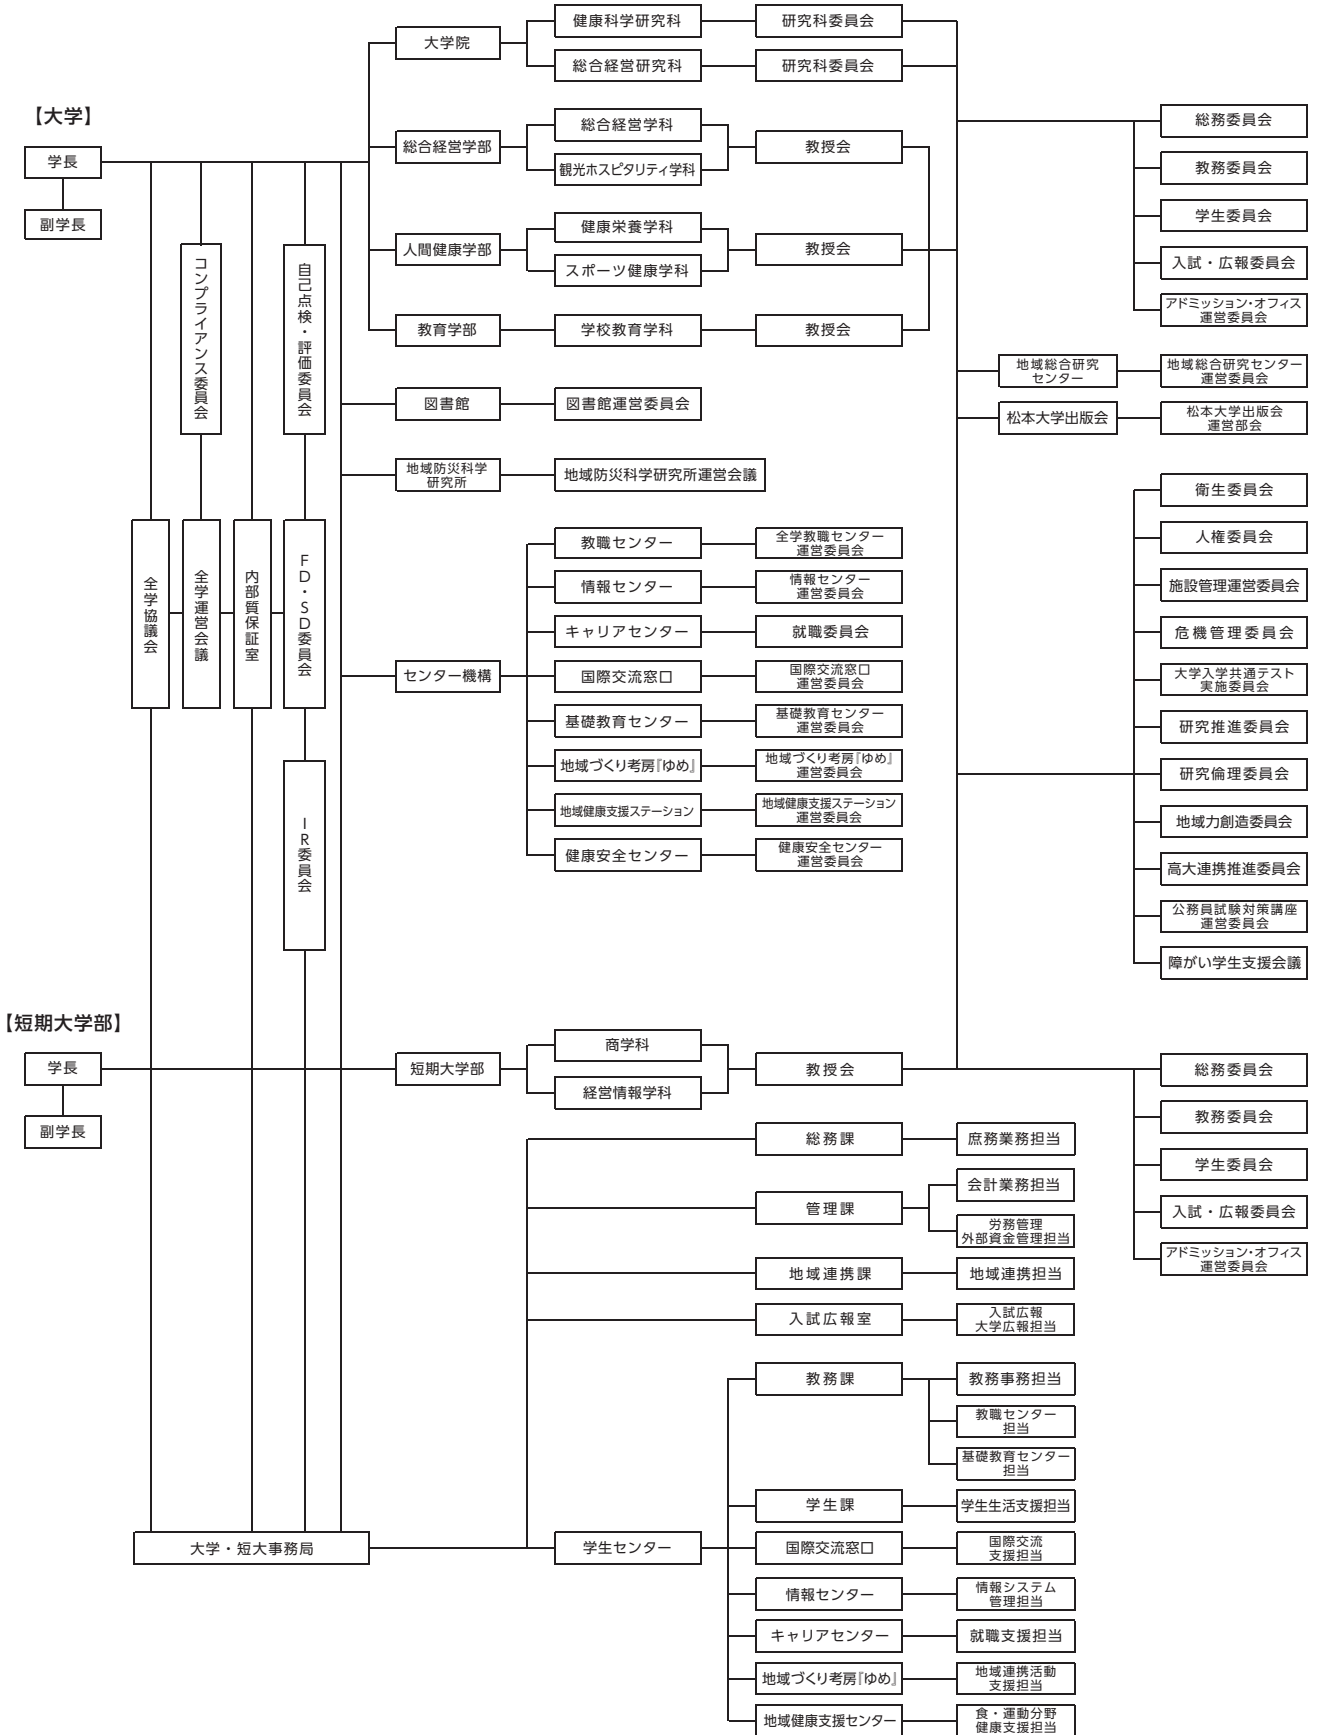 【大学】
学長
副学長
コンプライアンス委員会
自己点検・評価委員会
全学協議会
全学運営会議
内部質保証室
FD・SD委員会
IR委員会
大学院
健康科学研究科
研究科委員会
総合経営研究科
研究科委員会
総合経営学部
総合経営学科
観光ホスピタリティ学科
教授会
人間健康学部
健康栄養学科
スポーツ健康学科
教授会
教育学部
学校教育学科
教授会
図書館
図書館運営委員会
地域防災科学
研究所
地域防災科学研究所運営会議
センター機構
教職センター
全学教職センター
運営委員会
情報センター
情報センター
運営委員会
キャリアセンター
就職委員会
国際交流窓口
国際交流窓口
運営委員会
基礎教育センター
基礎教育センター
運営委員会
地域づくり考房『ゆめ』
地域づくり考房『ゆめ』
運営委員会
地域健康支援ステーション
地域健康支援ステーション
運営委員会
健康安全センター
健康安全センター
運営委員会
総務委員会
教務委員会
学生委員会
入試・広報委員会
アドミッション・オフィス
運営委員会
地域総合研究
センター
地域総合研究センター
運営委員会
松本大学出版会
松本大学出版会
運営部会
衛生委員会
人権委員会
施設管理運営委員会
危機管理委員会
大学入学共通テスト
実施委員会
研究推進委員会
研究倫理委員会
地域力創造委員会
高大連携推進委員会
公務員試験対策講座
運営委員会
障がい学生支援会議
【短期大学部】
学長
副学長
短期大学部
商学科
経営情報学科
教授会
総務委員会
教務委員会
学生委員会
入試・広報委員会
アドミッション・オフィス
運営委員会
大学・短大事務局
総務課
庶務業務担当
管理課
会計業務担当
労務管理
外部資金管理担当
地域連携課
地域連携担当
入試広報室
入試広報
大学広報担当
学生センター
教務課
教務事務担当
教職センター
担当
基礎教育センター
担当
学生課
学生生活支援担当
国際交流窓口
国際交流
支援担当
情報センター
情報システム
管理担当
キャリアセンター
就職支援担当
地域づくり考房『ゆめ』
地域連携活動
支援担当
地域健康支援センター
食・運動分野
健康支援担当